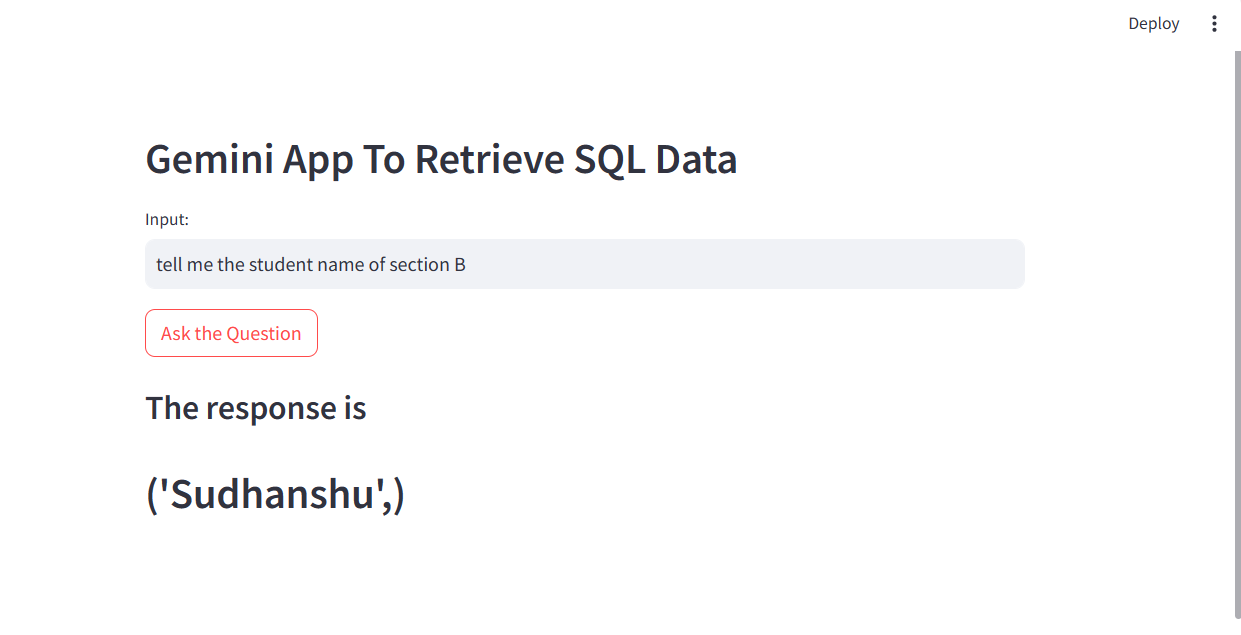 Deploy
Gemini App To Retrieve SQL Data
Input:
tell me the student name of section B
Ask the Question
The response is
('Sudhanshu',)